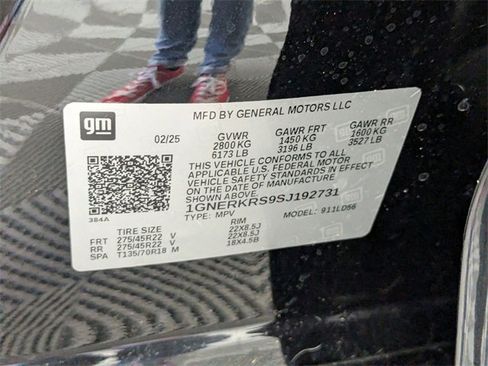 MFD BY GENERAL MOTORS LLC
gm
02/25 GVWR GAWR FRT GAWR RR
2800 KG 1450 KG 1600 KG
6173 LB 3196 LB 3527 LB
THIS VEHICLE CONFORMS TO ALL
APPLICABLE U.S. FEDERAL MOTOR
VEHICLE SAFETY STANDARDS IN EFFECT
ON THE DATE OF MANUFACTURE
1GNERKRS9SJ192731
384A TYPE: MPV MODEL: 911LD56
TIRE SIZE RIM
FRT 275/45R22 V 22X8.5J
RR 275/45R22 V 22X8.5J
SPA T135/70R18 M 18X4.5B